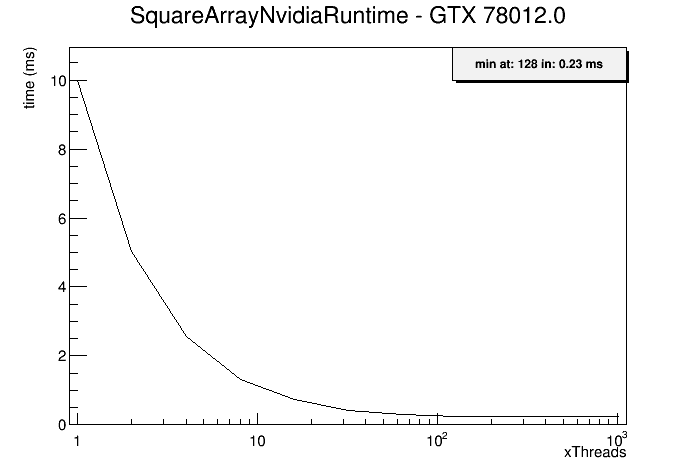 SquareArrayNvidiaRuntime - GTX 78012.0
time (ms)
min at: 128 in: 0.23 ms
10
8
6
4
2
0
1 10 10² 10³
xThreads